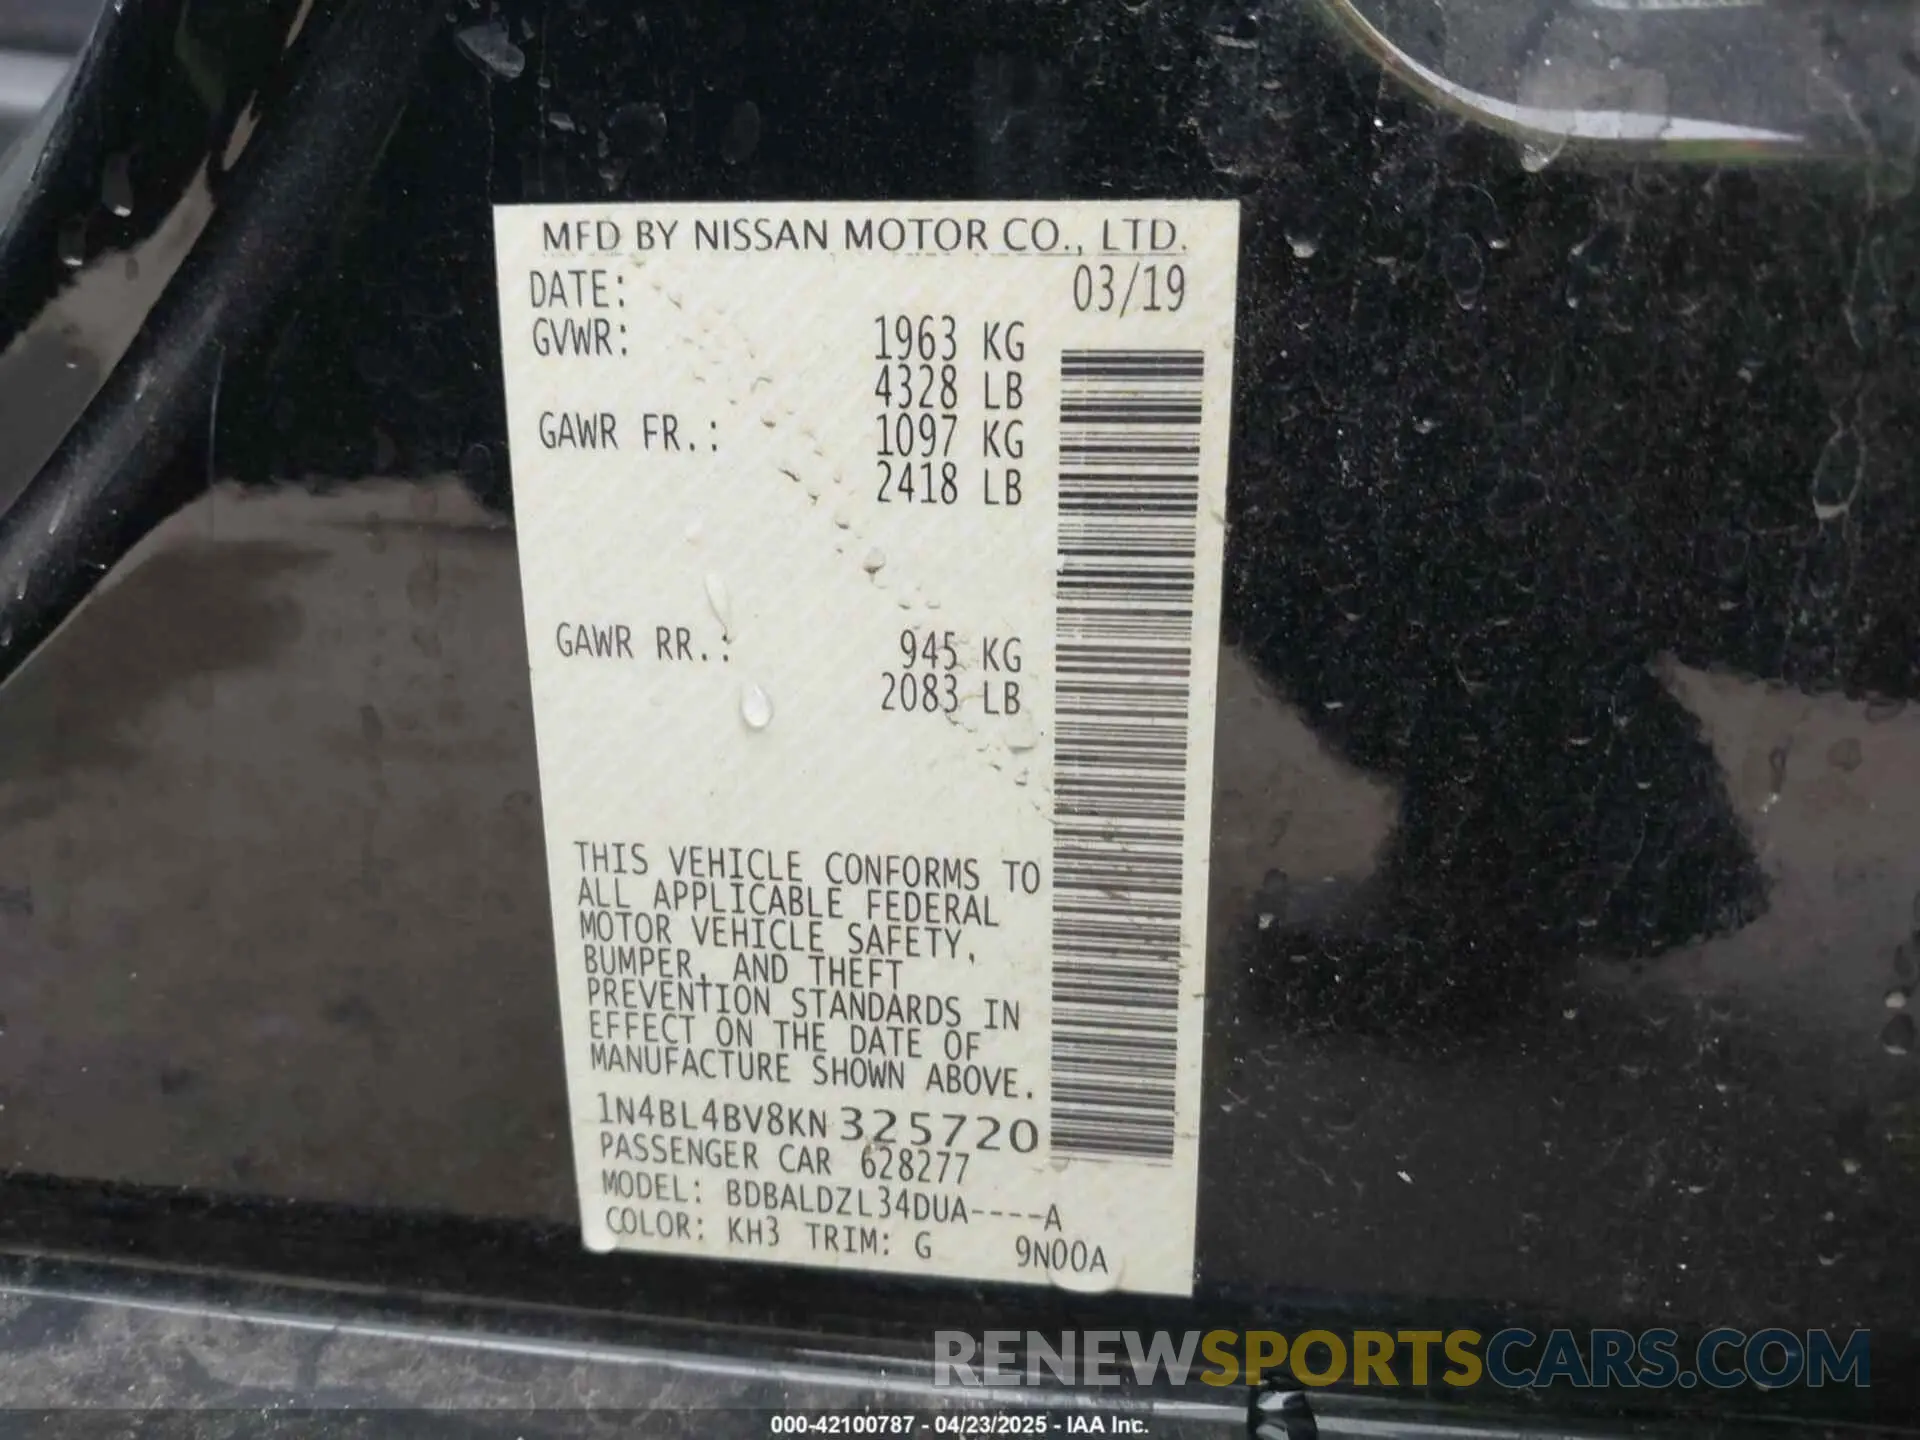 MFD BY NISSAN MOTOR CO., LTD.
DATE: 03/19
GVWR: 1963 KG
4328 LB
GAWR FR.: 1097 KG
2418 LB
GAWR RR.: 945 KG
2083 LB
THIS VEHICLE CONFORMS TO
ALL APPLICABLE FEDERAL
MOTOR VEHICLE SAFETY,
BUMPER, AND THEFT
PREVENTION STANDARDS IN
EFFECT ON THE DATE OF
MANUFACTURE SHOWN ABOVE.
1N4BL4BV8KN325720
PASSENGER CAR 628277
MODEL: BDBALDZL34DUA----A
COLOR: KH3 TRIM: G 9N00A
RENEWSPORTSCARS.COM
000-42100787 - 04/23/2025 - IAA Inc.